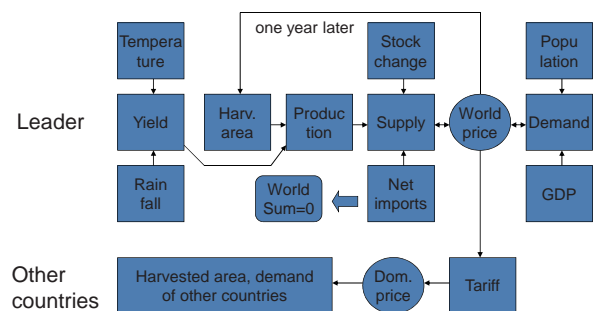 one year later
Tempera
ture
Stock
change
Popu
lation
Leader
Yield
Harv.
area
Produc
tion
Supply
World
price
Demand
Rain
fall
World
Sum=0
Net
imports
GDP
Other
countries
Harvested area, demand
of other countries
Dom.
price
Tariff